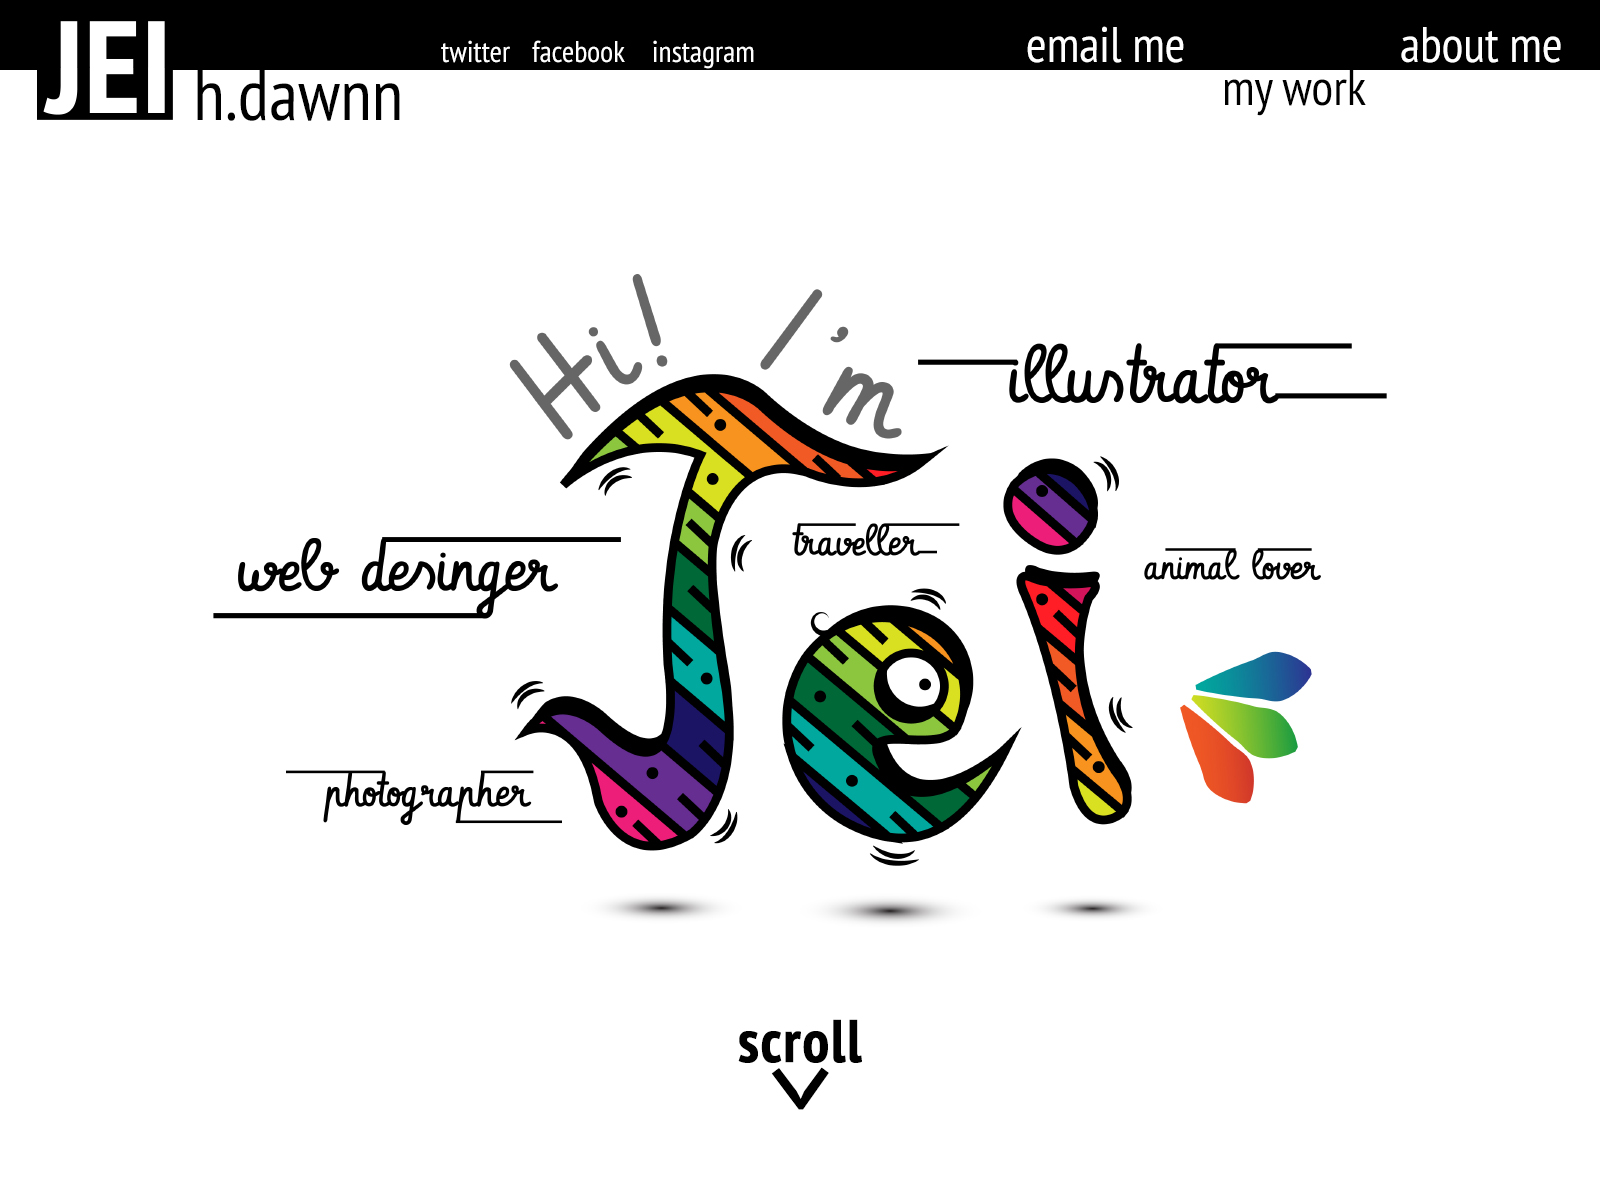 JEI h.dawnn
twitter facebook instagram
email me
my work
about me
Hi! I'm
Jei
illustrator
web desinger
traveller
animal lover
photographer
scroll